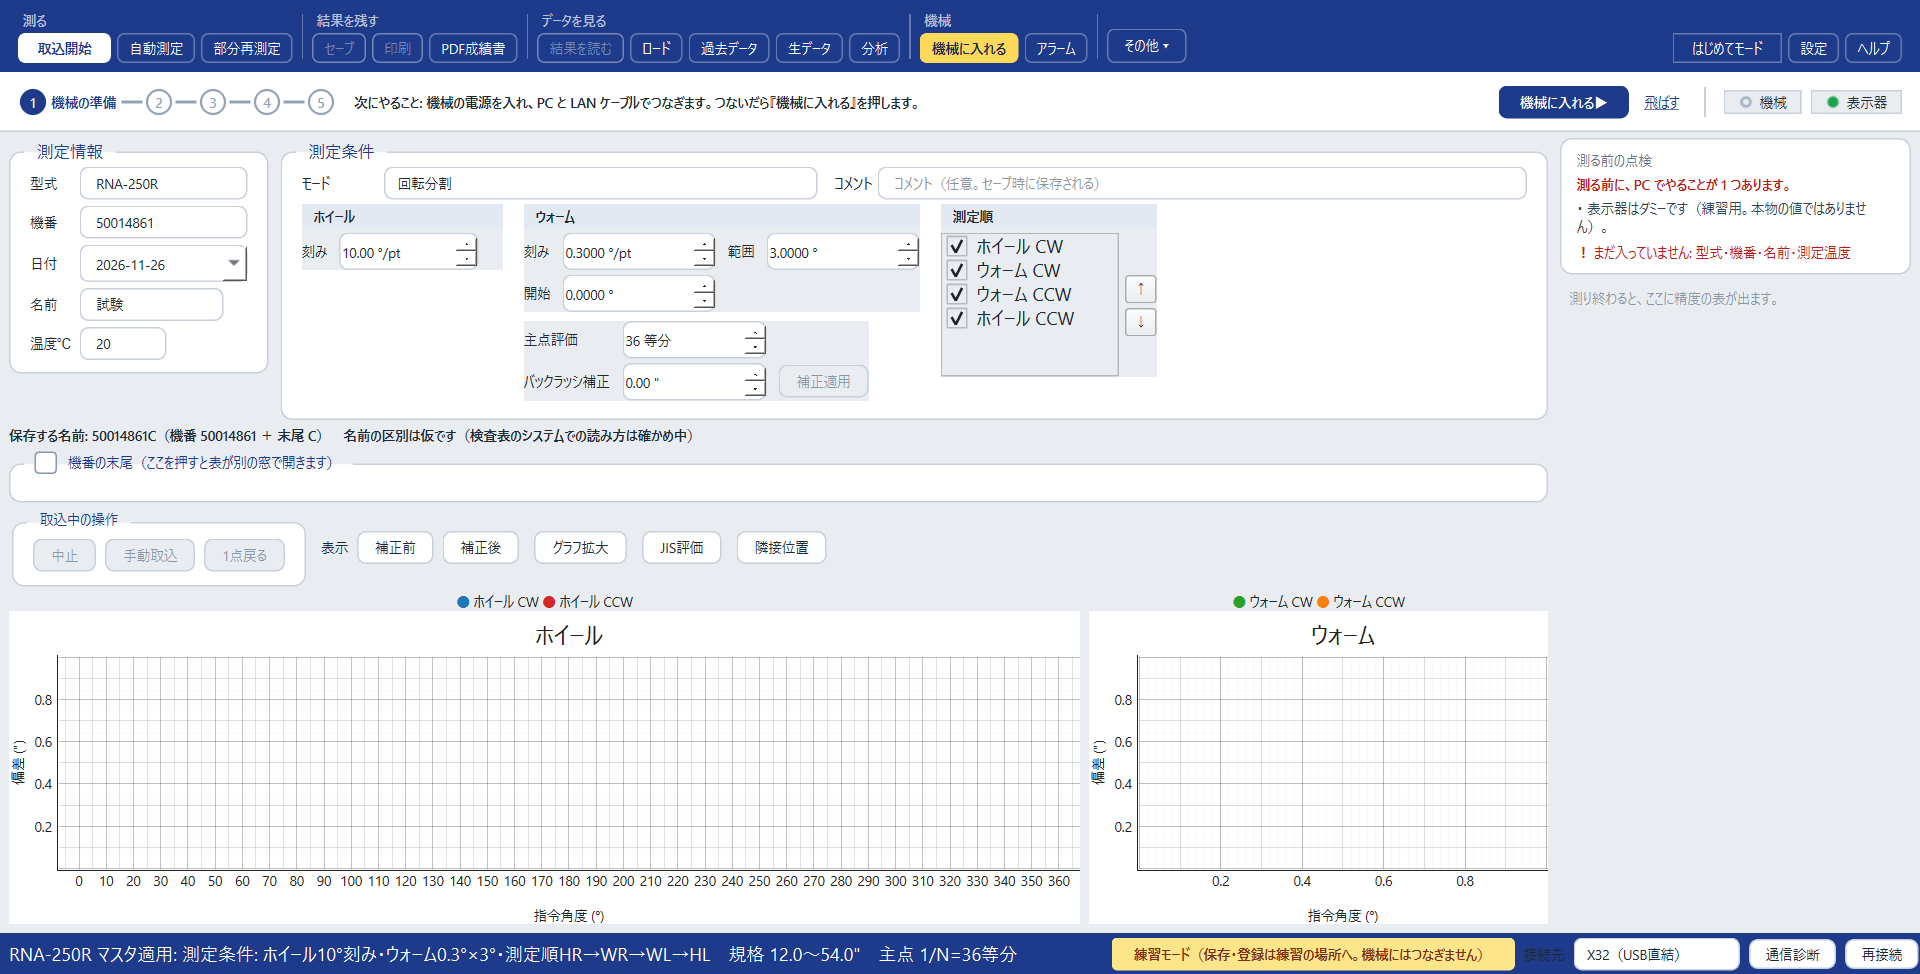 測る
結果を残す
データを見る
機械
取込開始 自動測定 部分再測定 セーブ 印刷 PDF成績書 結果を読む ロード 過去データ 生データ 分析 機械に入れる アラーム その他▼ はじめてモード 設定 ヘルプ
1 機械の準備 2 3 4 5 次にやること: 機械の電源を入れ、PC と LAN ケーブルでつなぎます。つないだら『機械に入れる』を押します。 機械に入れる▶ 飛ばす 機械 表示器
測定情報
型式 RNA-250R
機番 50014861
日付 2026-11-26
名前 試験
温度°C 20
測定条件
モード 回転分割 コメント コメント（任意。セーブ時に保存される）
ホイール
刻み 10.00 °/pt
ウォーム
刻み 0.3000 °/pt 範囲 3.0000 °
開始 0.0000 °
主点評価 36 等分
バックラッシ補正 0.00 " 補正適用
測定順
ホイール CW
ウォーム CW
ウォーム CCW
ホイール CCW
↑
↓
測る前の点検
測る前に、PC でやることが 1 つあります。
・表示器はダミーです（練習用。本物の値ではありませ
ん）。
！ まだ入っていません: 型式・機番・名前・測定温度
測り終わると、ここに精度の表が出ます。
保存する名前: 50014861C（機番 50014861 ＋ 末尾 C） 名前の区別は仮です（検査表のシステムでの読み方は確かめ中）
機番の末尾（ここを押すと表が別の窓で開きます）
取込中の操作
中止 手動取込 1点戻る 表示 補正前 補正後 グラフ拡大 JIS評価 隣接位置
ホイール CW ホイール CCW
ホイール
偏差 (")
0.8
0.6
0.4
0.2
0 10 20 30 40 50 60 70 80 90 100 110 120 130 140 150 160 170 180 190 200 210 220 230 240 250 260 270 280 290 300 310 320 330 340 350 360
指令角度 (°)
ウォーム CW ウォーム CCW
ウォーム
偏差 (")
0.8
0.6
0.4
0.2
0.2 0.4 0.6 0.8
指令角度 (°)
RNA-250R マスタ適用: 測定条件: ホイール10°刻み・ウォーム0.3°×3°・測定順HR→WR→WL→HL 規格 12.0～54.0" 主点 1/N=36等分 練習モード（保存・登録は練習の場所へ。機械にはつなぎません） 接続先 X32（USB直結） 通信診断 再接続